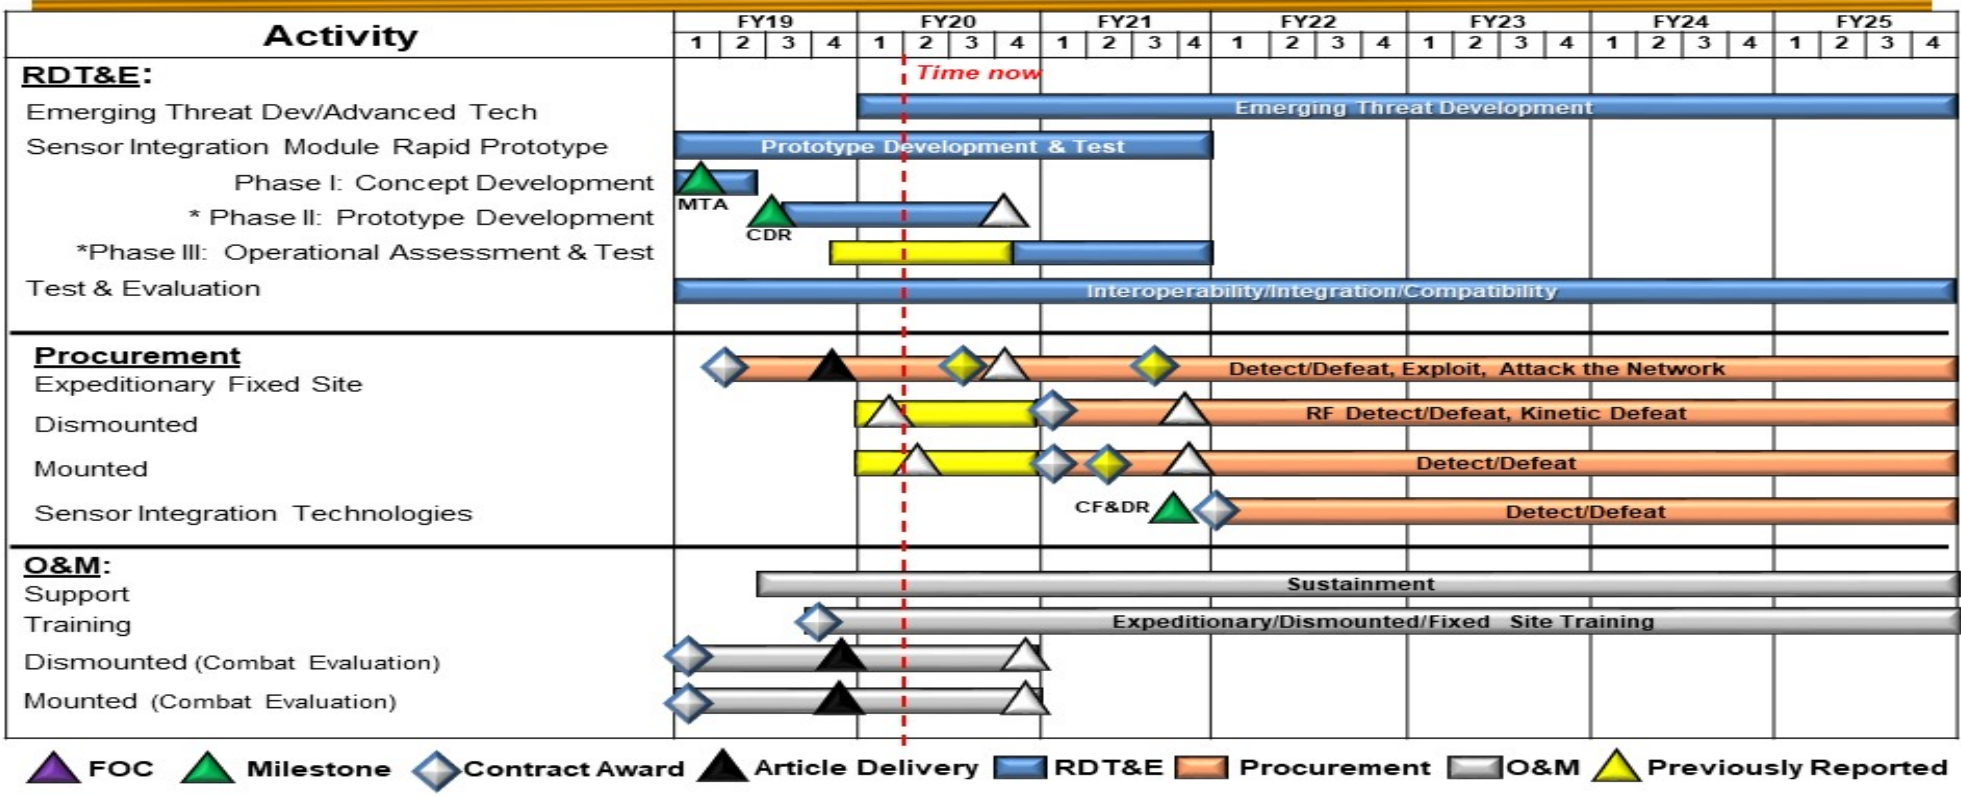 Activity
FY19 FY20 FY21 FY22 FY23 FY24 FY25
1 2 3 4 1 2 3 4 1 2 3 4 1 2 3 4 1 2 3 4 1 2 3 4 1 2 3 4
RDT&E:
Time now
Emerging Threat Dev/Advanced Tech
Emerging Threat Development
Sensor Integration Module Rapid Prototype
Prototype Development & Test
Phase I: Concept Development
MTA
* Phase II: Prototype Development
CDR
*Phase III: Operational Assessment & Test
Test & Evaluation
Interoperability/Integration/Compatibility
Procurement
Expeditionary Fixed Site
Detect/Defeat, Exploit, Attack the Network
Dismounted
RF Detect/Defeat, Kinetic Defeat
Mounted
Detect/Defeat
Sensor Integration Technologies
CF&DR
Detect/Defeat
O&M:
Support
Sustainment
Training
Expeditionary/Dismounted/Fixed Site Training
Dismounted (Combat Evaluation)
Mounted (Combat Evaluation)
FOC Milestone Contract Award Article Delivery RDT&E Procurement O&M Previously Reported